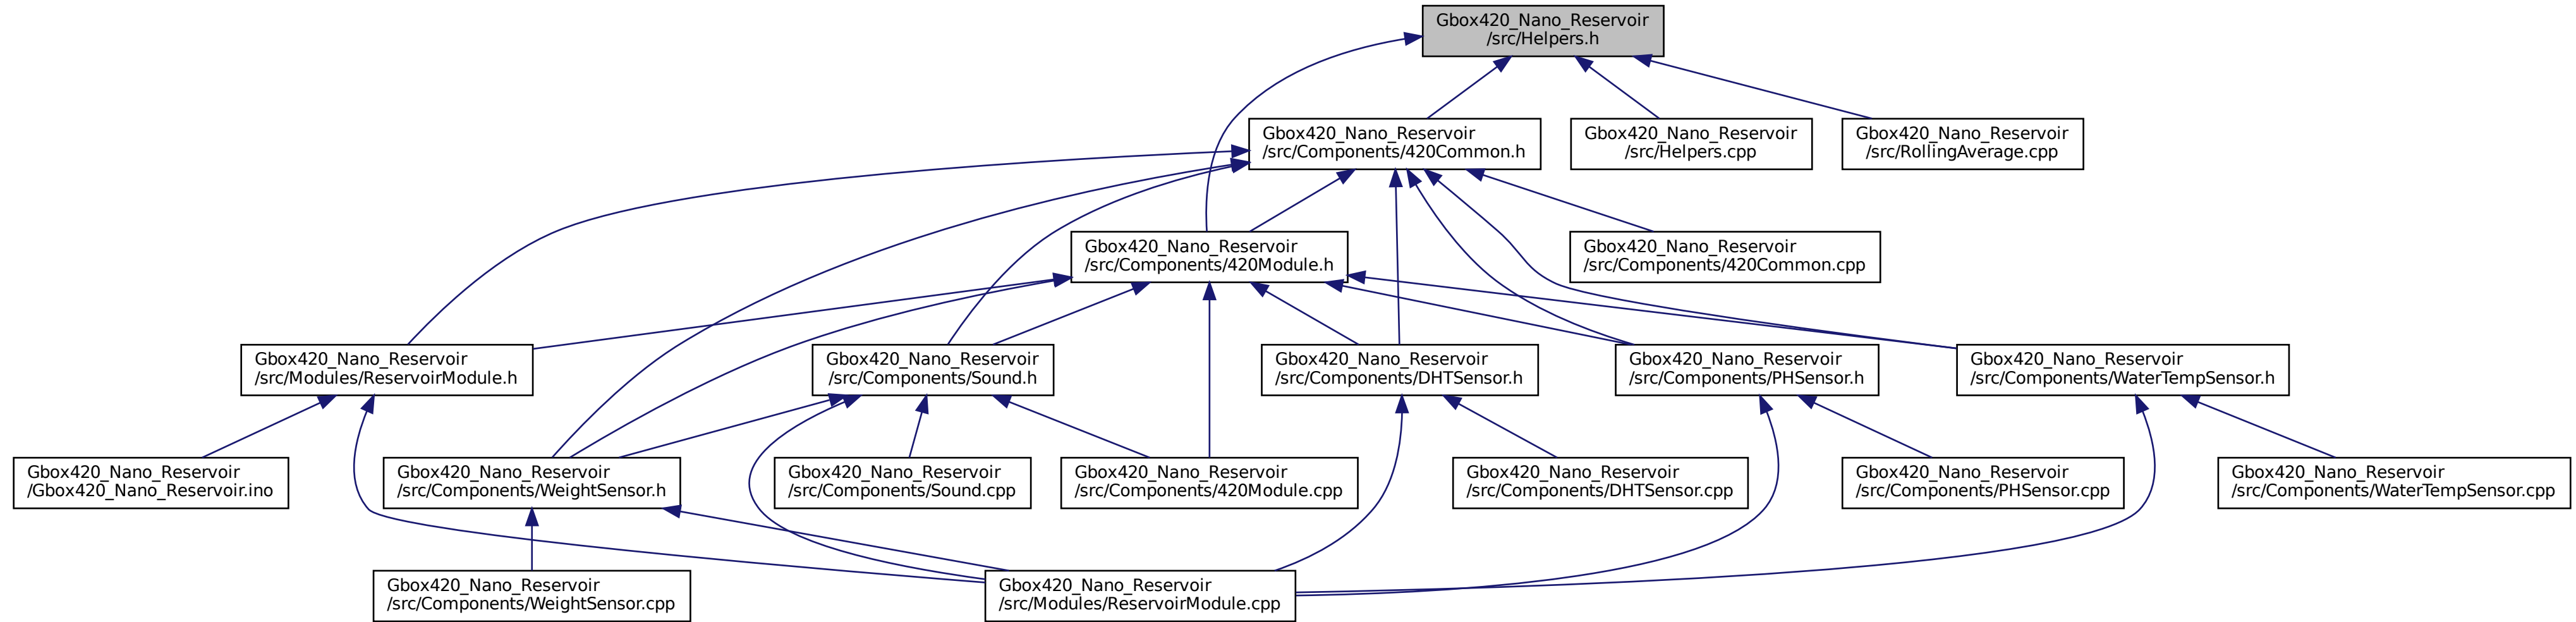 Gbox420_Nano_Reservoir
/src/Helpers.h
Gbox420_Nano_Reservoir
/src/Components/420Common.h
Gbox420_Nano_Reservoir
/src/Helpers.cpp
Gbox420_Nano_Reservoir
/src/RollingAverage.cpp
Gbox420_Nano_Reservoir
/src/Components/420Module.h
Gbox420_Nano_Reservoir
/src/Components/420Common.cpp
Gbox420_Nano_Reservoir
/src/Modules/ReservoirModule.h
Gbox420_Nano_Reservoir
/src/Components/Sound.h
Gbox420_Nano_Reservoir
/src/Components/DHTSensor.h
Gbox420_Nano_Reservoir
/src/Components/PHSensor.h
Gbox420_Nano_Reservoir
/src/Components/WaterTempSensor.h
Gbox420_Nano_Reservoir
/Gbox420_Nano_Reservoir.ino
Gbox420_Nano_Reservoir
/src/Components/WeightSensor.h
Gbox420_Nano_Reservoir
/src/Components/Sound.cpp
Gbox420_Nano_Reservoir
/src/Components/420Module.cpp
Gbox420_Nano_Reservoir
/src/Components/DHTSensor.cpp
Gbox420_Nano_Reservoir
/src/Components/PHSensor.cpp
Gbox420_Nano_Reservoir
/src/Components/WaterTempSensor.cpp
Gbox420_Nano_Reservoir
/src/Components/WeightSensor.cpp
Gbox420_Nano_Reservoir
/src/Modules/ReservoirModule.cpp